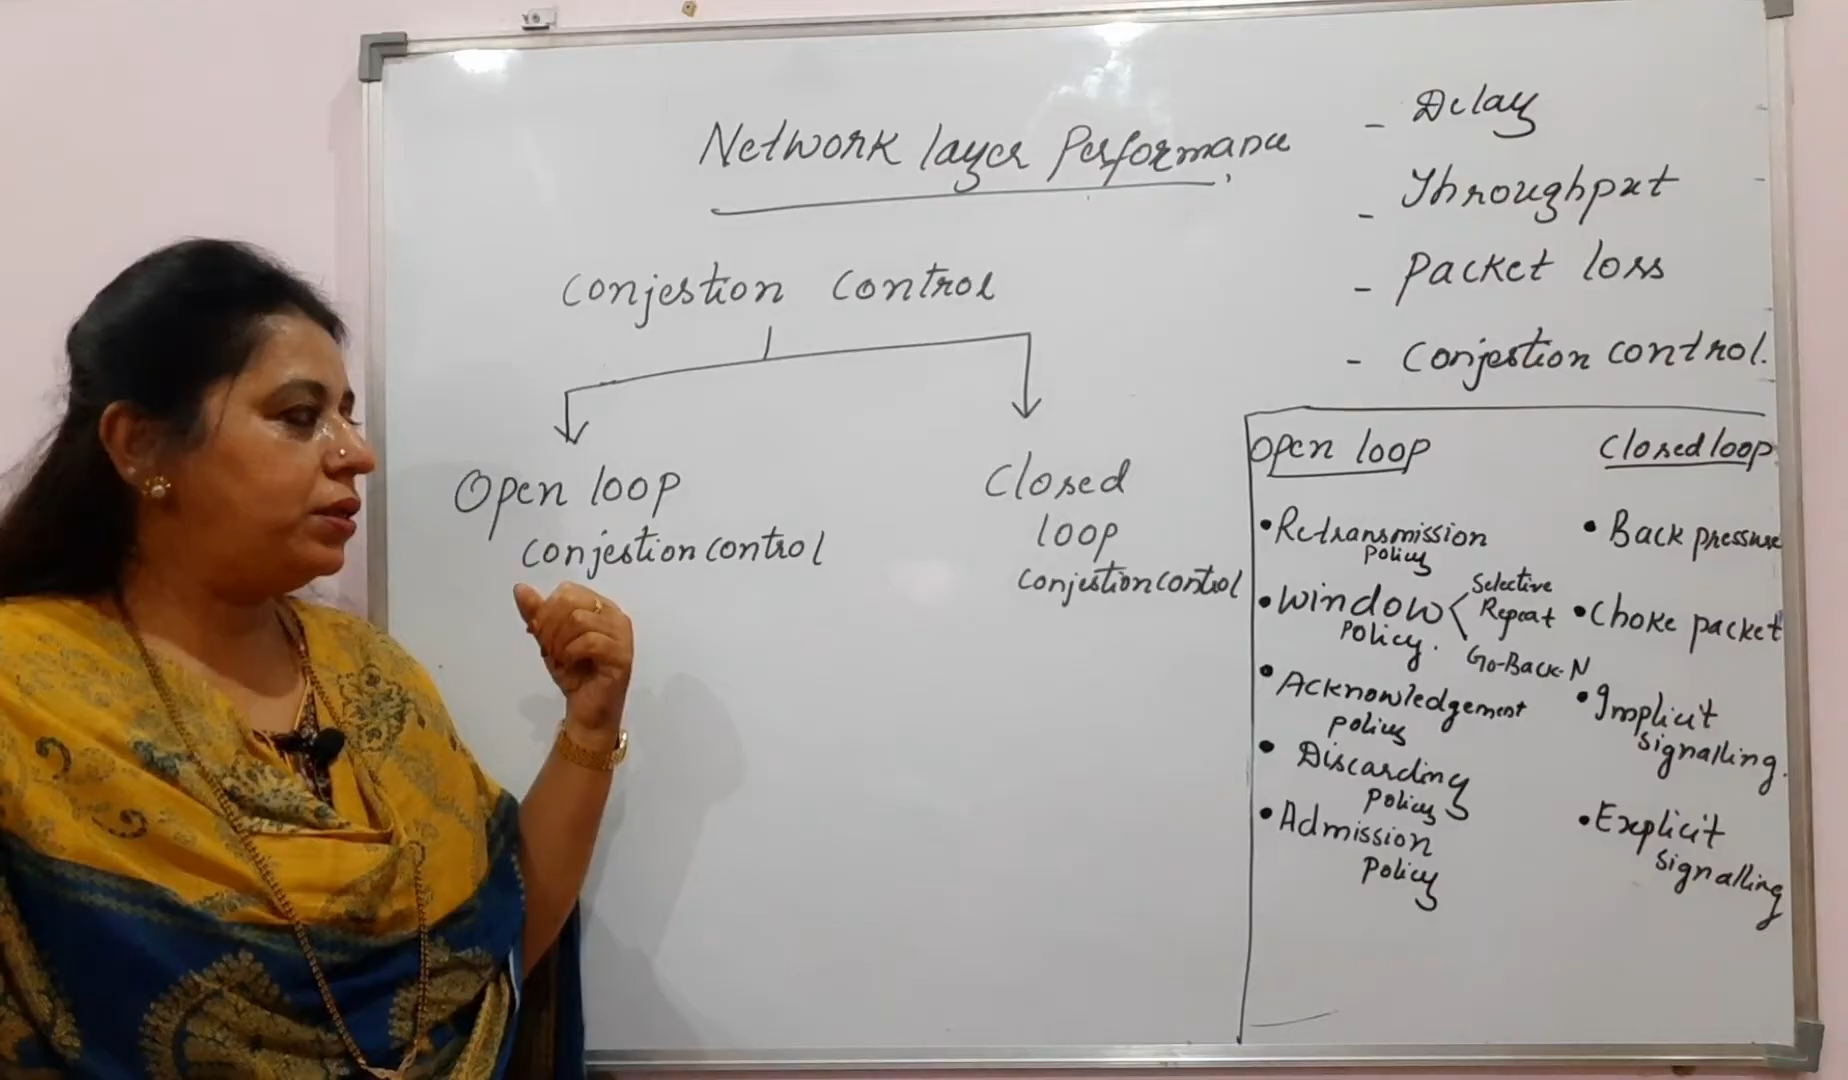 Network layer Performance
- Delay
- Throughput
- Packet loss
- Conjestion control.
Conjestion control
Open loop
conjestion control
Closed
loop
conjestion control
Open loop
• Retransmission
policy
• Window
policy.
Selective
Repeat
Go-Back-N
• Acknowledgement
policy
• Discarding
policy
• Admission
policy
Closed loop
• Back pressure
• Choke packet
• Implicit
signalling.
• Explicit
signalling